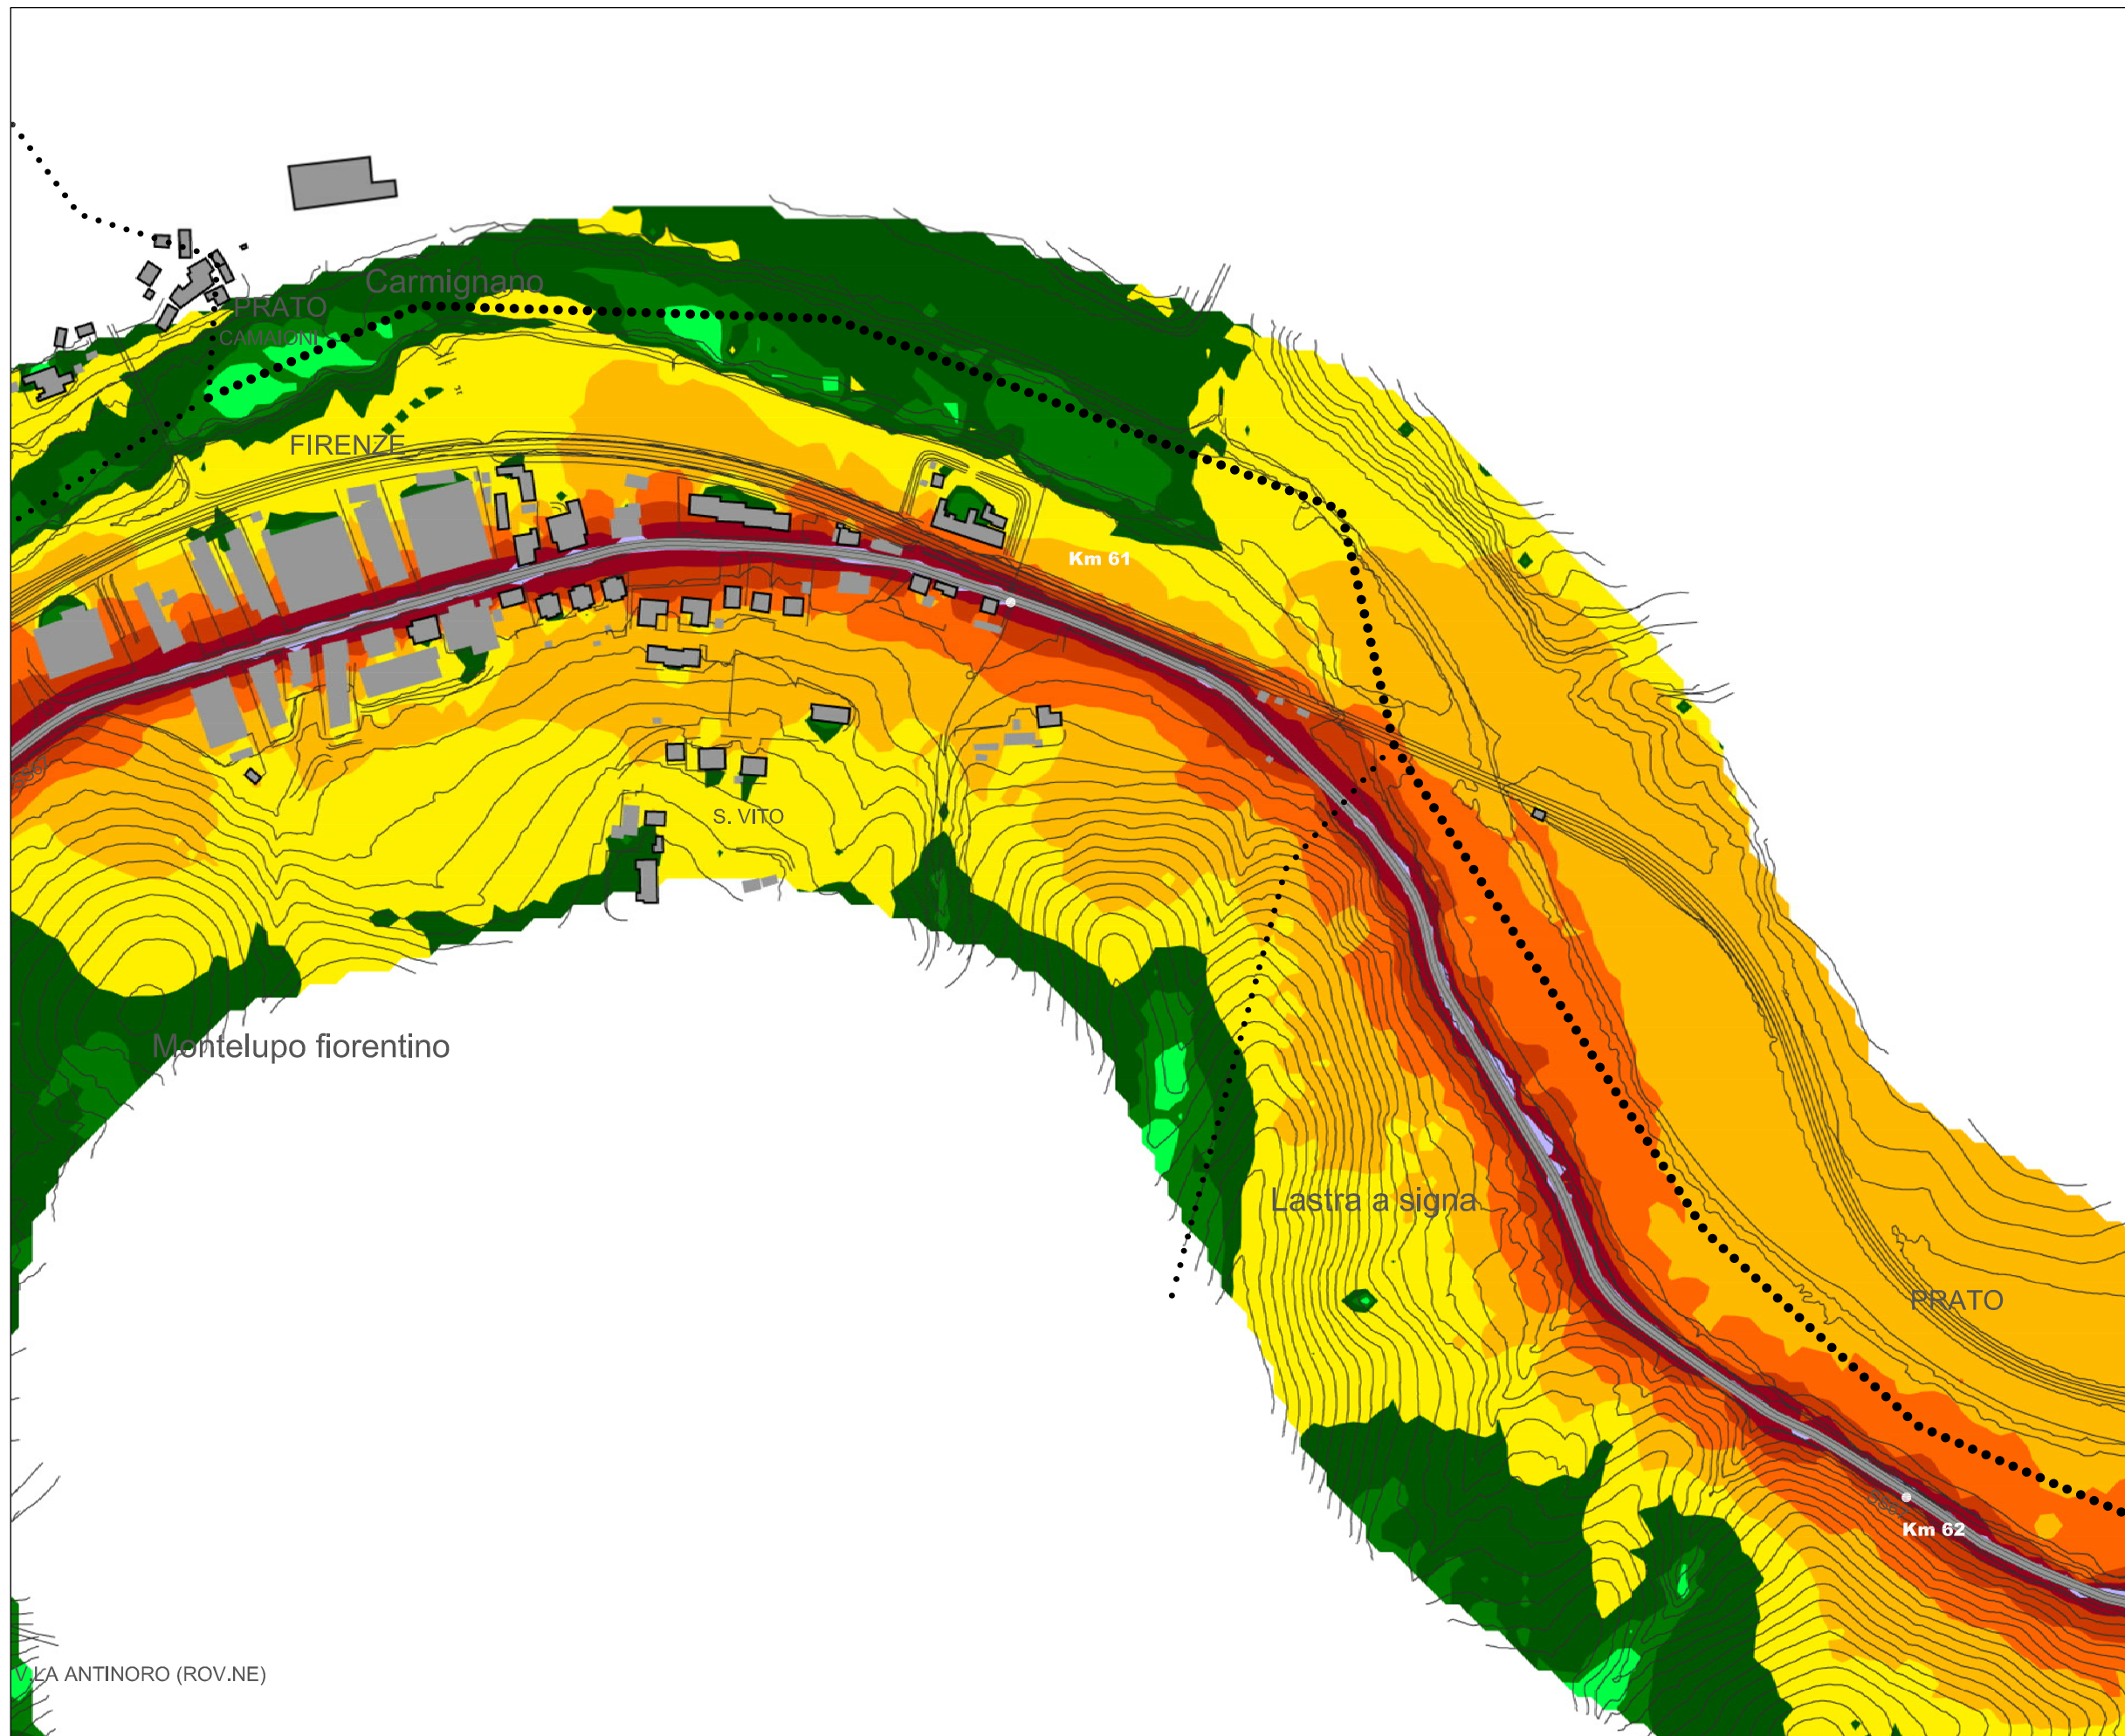 Carmignano
PRATO
CAMAIONI
FIRENZE
Km 61
S. VITO
Montelupo fiorentino
Lastra a signa
PRATO
Km 62
V.LA ANTINORO (ROV.NE)